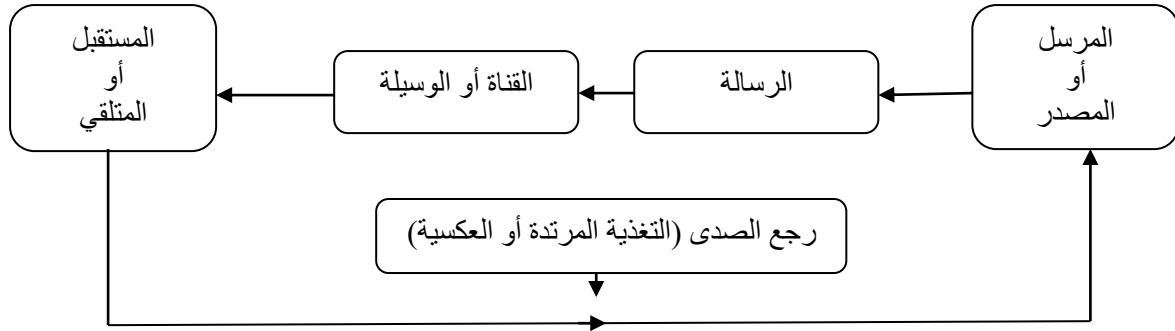 المرسل
أو
المصدر
الرسالة
القناة أو الوسيلة
المستقبل
أو
المتلقي
رجع الصدى (التغذية المرتدة أو العكسية)